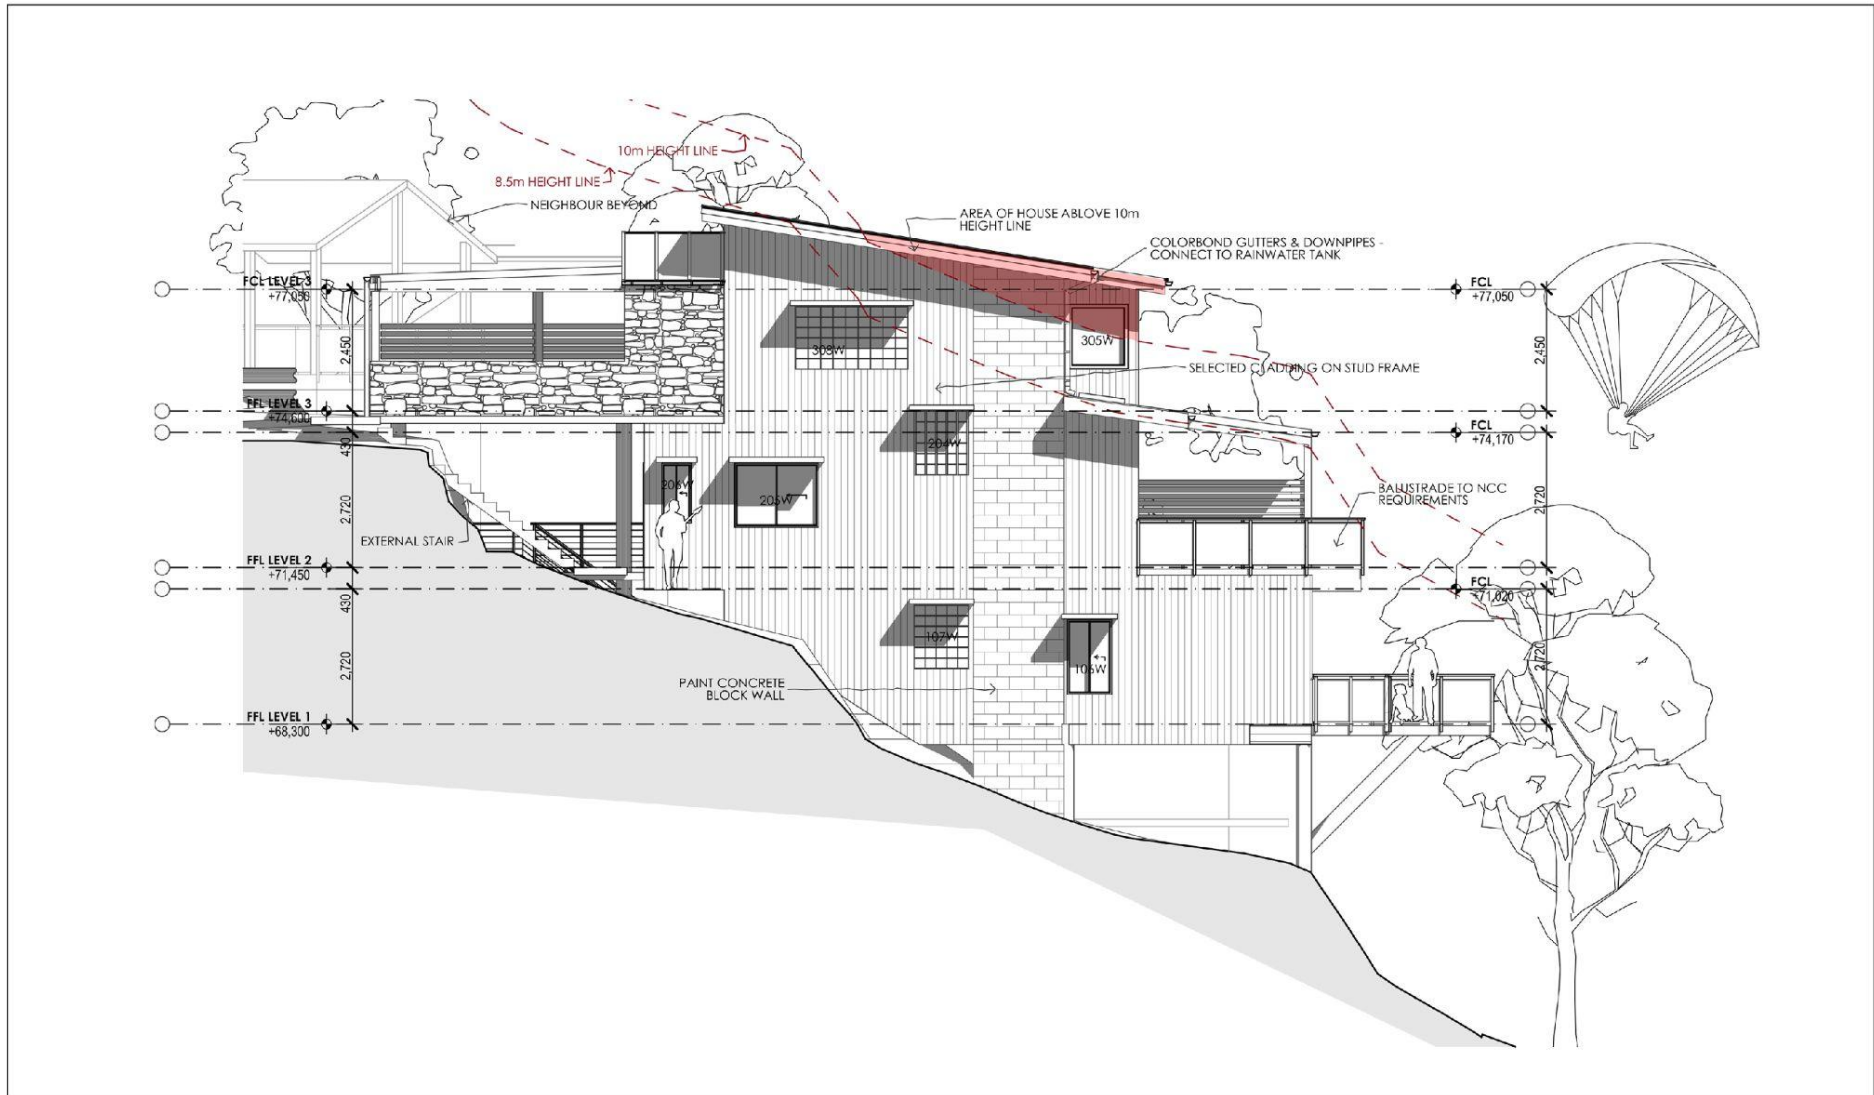 10m HEIGHT LINE
8.5m HEIGHT LINE
NEIGHBOUR BEYOND
AREA OF HOUSE ABLOVE 10m
HEIGHT LINE
COLORBOND GUTTERS & DOWNPIPES -
CONNECT TO RAINWATER TANK
FCL LEVEL 3
+77,050
FCL
+77,050
2,450
308W
305W
2,450
SELECTED CLADDING ON STUD FRAME
FFL LEVEL 3
+74,600
430
204W
FCL
+74,170
206W
205W
2,720
BALUSTRADE TO NCC
REQUIREMENTS
2,720
EXTERNAL STAIR
FFL LEVEL 2
+71,450
430
FCL
+71,020
107W
106W
2,720
PAINT CONCRETE
BLOCK WALL
2,720
FFL LEVEL 1
+68,300